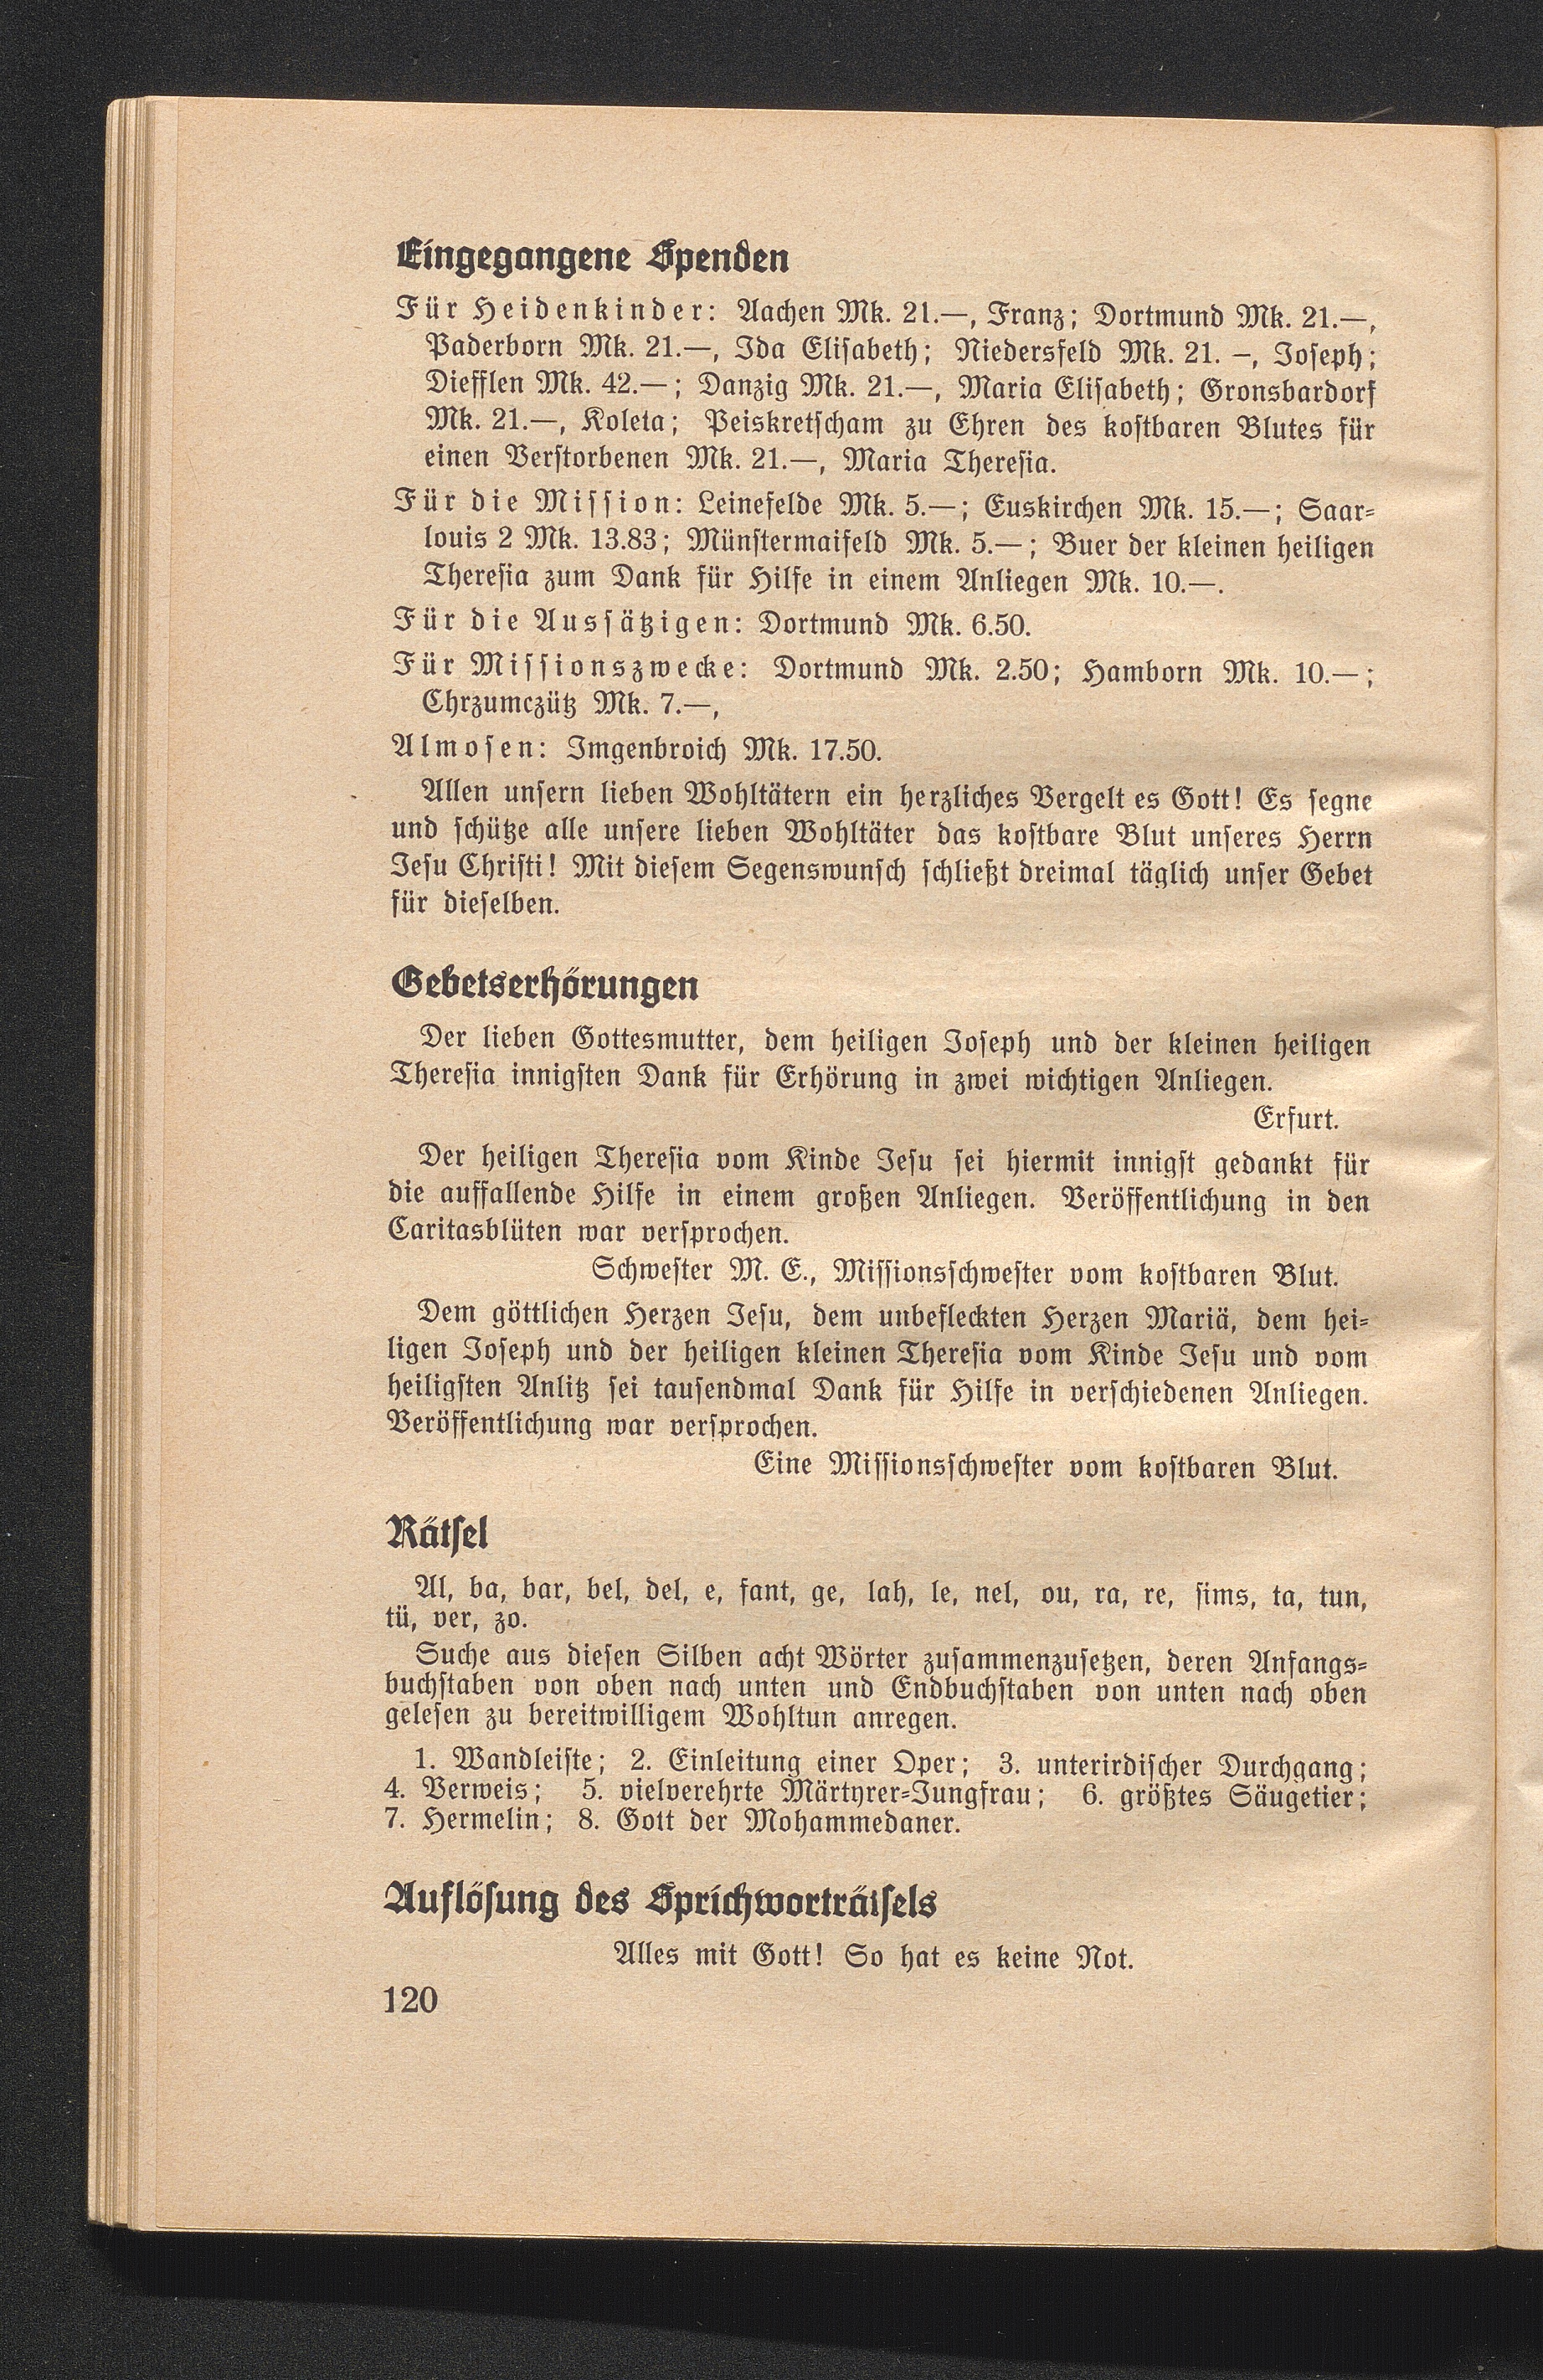 Eingegangene Spenden
Für Heidenkinder: Aachen Mk. 21.—, Franz; Dortmund Mk. 21.—,
Paderborn Mk. 21.—, Ida Elisabeth; Niedersfeld Mk. 21. –, Joseph;
Diefflen Mk. 42.—; Danzig Mk. 21.—, Maria Elisabeth; Gronsbardorf
Mk. 21.—, Koleta; Peiskretscham zu Ehren des kostbaren Blutes für
einen Verstorbenen Mk. 21.—, Maria Theresia.
Für die Mission: Leinefelde Mk. 5.—; Euskirchen Mk. 15.—; Saar-
louis 2 Mk. 13.83; Münstermaifeld Mk. 5.—; Buer der kleinen heiligen
Theresia zum Dank für Hilfe in einem Anliegen Mk. 10.—.
Für die Aussätzigen: Dortmund Mk. 6.50.
Für Missionszwecke: Dortmund Mk. 2.50; Hamborn Mk. 10.—;
Chrzumczütz Mk. 7.—,
Almosen: Imgenbroich Mk. 17.50.
Allen unsern lieben Wohltätern ein herzliches Vergelt es Gott! Es segne
und schütze alle unsere lieben Wohltäter das kostbare Blut unseres Herrn
Jesu Christi! Mit diesem Segenswunsch schließt dreimal täglich unser Gebet
für dieselben.
Gebetserhörungen
Der lieben Gottesmutter, dem heiligen Joseph und der kleinen heiligen
Theresia innigsten Dank für Erhörung in zwei wichtigen Anliegen.
Erfurt.
Der heiligen Theresia vom Kinde Jesu sei hiermit innigst gedankt für
die auffallende Hilfe in einem großen Anliegen. Veröffentlichung in den
Caritasblüten war versprochen.
Schwester M. E., Missionsschwester vom kostbaren Blut.
Dem göttlichen Herzen Jesu, dem unbefleckten Herzen Mariä, dem hei-
ligen Joseph und der heiligen kleinen Theresia vom Kinde Jesu und vom
heiligsten Anlitz sei tausendmal Dank für Hilfe in verschiedenen Anliegen.
Veröffentlichung war versprochen.
Eine Missionsschwester vom kostbaren Blut.
Rätsel
Al, ba, bar, bel, del, e, fant, ge, lah, le, nel, ou, ra, re, sims, ta, tun,
tü, ver, zo.
Suche aus diesen Silben acht Wörter zusammenzusetzen, deren Anfangs-
buchstaben von oben nach unten und Endbuchstaben von unten nach oben
gelesen zu bereitwilligem Wohltun anregen.
1. Wandleiste; 2. Einleitung einer Oper; 3. unterirdischer Durchgang;
4. Verweis; 5. vielverehrte Märtyrer-Jungfrau; 6. größtes Säugetier;
7. Hermelin; 8. Gott der Mohammedaner.
Auflösung des Sprichworträtsels
Alles mit Gott! So hat es keine Not.
120